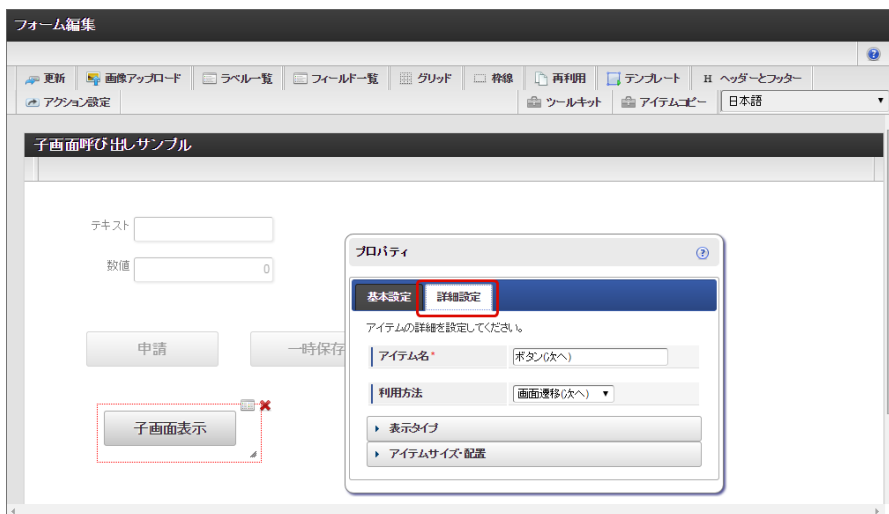 フォーム編集
更新 画像アップロード ラベル一覧 フィールド一覧 グリッド 枠線 再利用 テンプレート H ヘッダーとフッター
アクション設定 ツールキット アイテムコピー 日本語
子画面呼び出しサンプル
テキスト
数値 0
申請 一時保存
子画面表示
プロパティ
基本設定 詳細設定
アイテムの詳細を設定してください。
アイテム名* ボタン(次へ)
利用方法 画面遷移(次へ)
表示タイプ
アイテムサイズ・配置